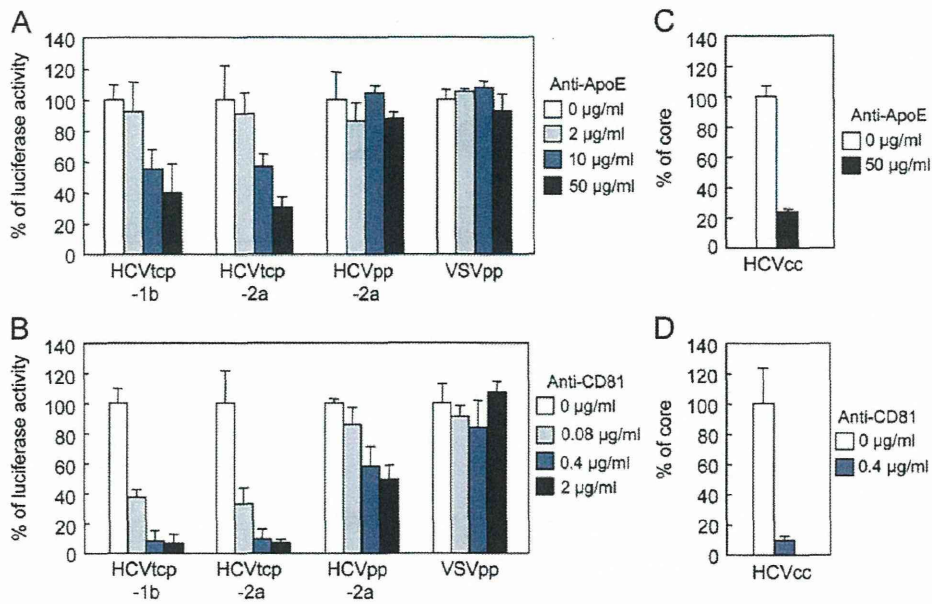 A
% of luciferase activity
140
120
100
80
60
40
20
0
HCVtcp
-1b
HCVtcp
-2a
HCVpp
-2a
VSVpp
Anti-ApoE
0 µg/ml
2 µg/ml
10 µg/ml
50 µg/ml
C
% of core
140
120
100
80
60
40
20
0
HCVcc
Anti-ApoE
0 µg/ml
50 µg/ml
B
% of luciferase activity
140
120
100
80
60
40
20
0
HCVtcp
-1b
HCVtcp
-2a
HCVpp
-2a
VSVpp
Anti-CD81
0 µg/ml
0.08 µg/ml
0.4 µg/ml
2 µg/ml
D
% of core
140
120
100
80
60
40
20
0
HCVcc
Anti-CD81
0 µg/ml
0.4 µg/ml